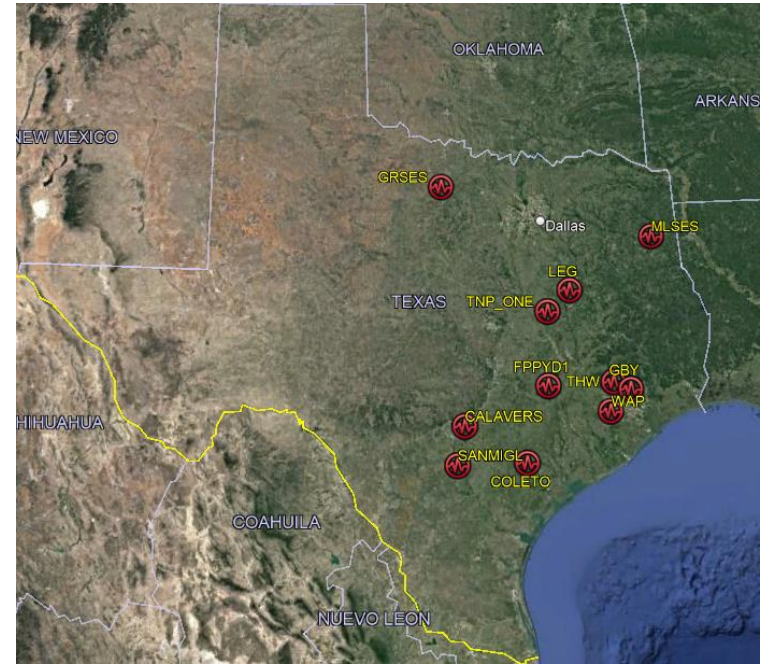 OKLAHOMA
ARKANS
NEW MEXICO
GRSES
Dallas
MLSES
LEG
TEXAS
TNP_ONE
FPPYD1
THW
GBY
WAP
CALAVERS
HIHUAHUA
SANMIGL
COLETO
COAHUILA
NUEVO LEON